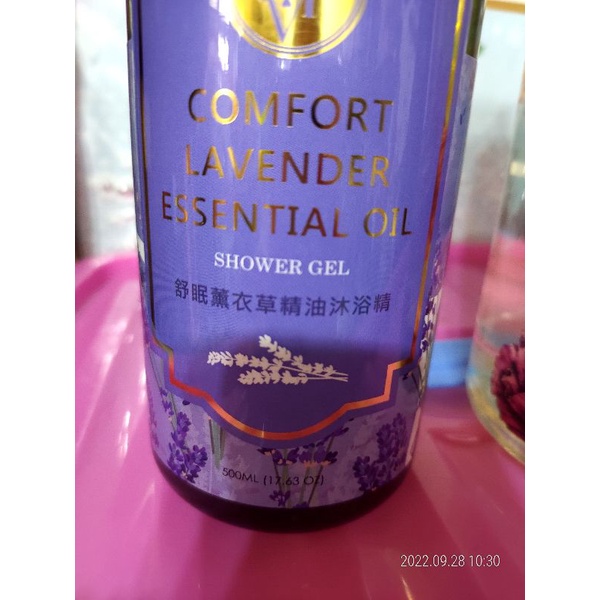 COMFORT
LAVENDER
ESSENTIAL OIL
SHOWER GEL
舒眠薰衣草精油沐浴精
500ML (17.63 OZ)
2022.09.28 10:30